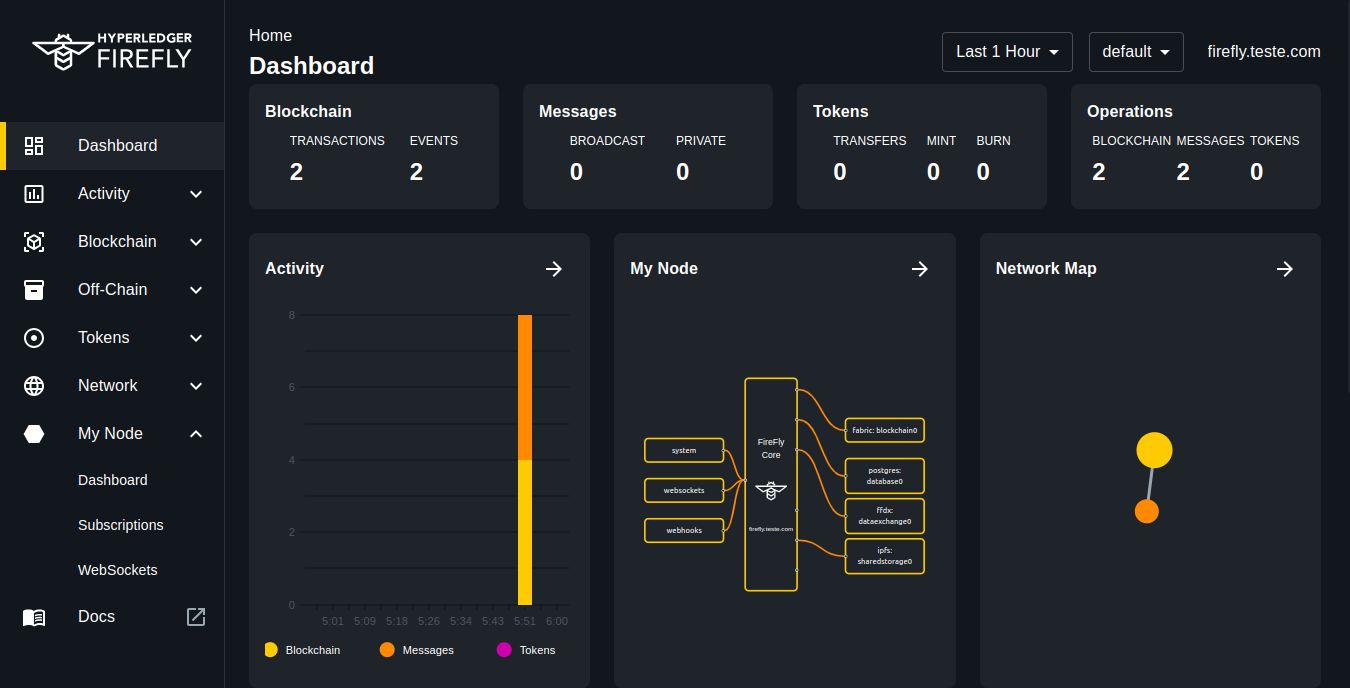 HYPERLEDGER
FIREFLY
Dashboard
Activity
Blockchain
Off-Chain
Tokens
Network
My Node
Dashboard
Subscriptions
WebSockets
Docs
Home
Dashboard
Last 1 Hour
default
firefly.teste.com
Blockchain
TRANSACTIONS EVENTS
2 2
Messages
BROADCAST PRIVATE
0 0
Tokens
TRANSFERS MINT BURN
0 0 0
Operations
BLOCKCHAIN MESSAGES TOKENS
2 2 0
Activity
8
6
4
2
0
5:01 5:09 5:18 5:26 5:34 5:43 5:51 6:00
Blockchain Messages Tokens
My Node
system
websockets
webhooks
FireFly
Core
firefly.teste.com
fabric: blockchain0
postgres:
database0
ffdx:
dataexchange0
ipfs:
sharedstorage0
Network Map